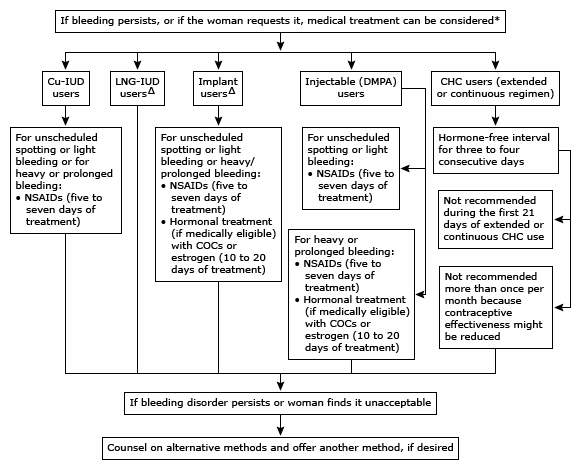 If bleeding persists, or if the woman requests it, medical treatment can be considered*
Cu-IUD
users
LNG-IUD
usersΔ
Implant
usersΔ
Injectable (DMPA)
users
CHC users (extended
or continuous regimen)
For unscheduled
spotting or light
bleeding or for
heavy or prolonged
bleeding:
• NSAIDs (five to
seven days of
treatment)
For unscheduled
spotting or light
bleeding or heavy/
prolonged bleeding:
• NSAIDs (five to
seven days of
treatment)
• Hormonal treatment
(if medically eligible)
with COCs or
estrogen (10 to 20
days of treatment)
For unscheduled
spotting or light
bleeding:
• NSAIDs (five to
seven days of
treatment)
For heavy or
prolonged bleeding:
• NSAIDs (five to
seven days of
treatment)
• Hormonal treatment
(if medically eligible)
with COCs or
estrogen (10 to 20
days of treatment)
Hormone-free interval
for three to four
consecutive days
Not recommended
during the first 21
days of extended or
continuous CHC use
Not recommended
more than once per
month because
contraceptive
effectiveness might
be reduced
If bleeding disorder persists or woman finds it unacceptable
Counsel on alternative methods and offer another method, if desired